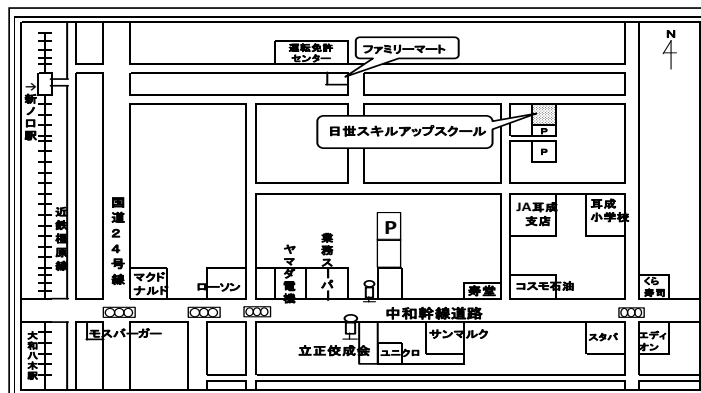 運転免許
センター
ファミリーマート
N
→新ノ口駅
日世スキルアップスクール
P
P
近鉄橿原線
国道24号線
JA耳成
支店
耳成
小学校
P
マクド
ナルド
ローソン
ヤマダ電機
業務スーパー
寿堂
コスモ石油
くら
寿司
中和幹線道路
大和八木駅
モスバーガー
立正佼成会
ユニクロ
サンマルク
スタバ
エディ
オン